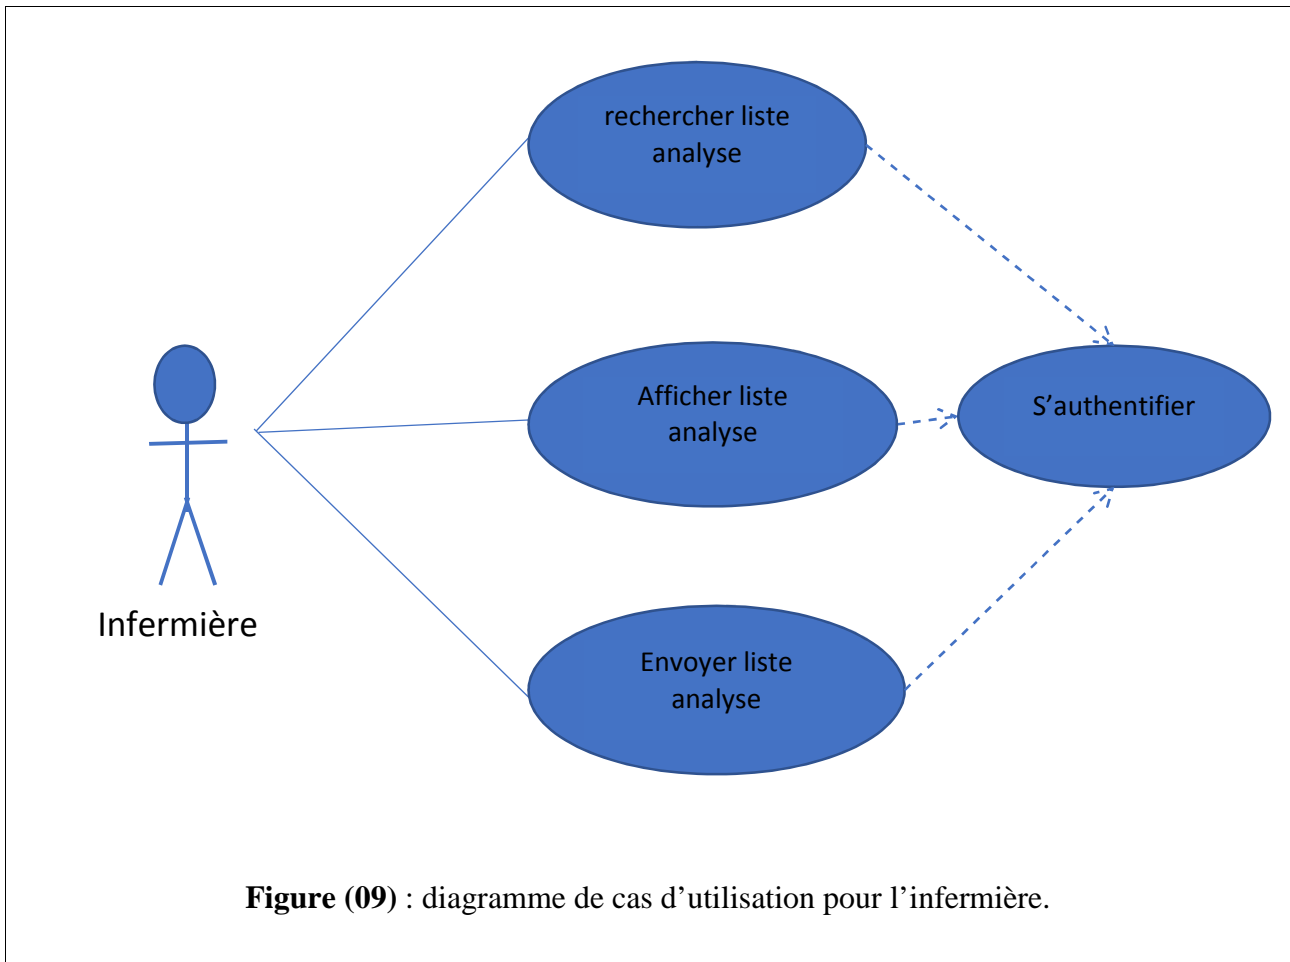 rechercher liste
analyse
Afficher liste
analyse
S’authentifier
Infermière
Envoyer liste
analyse
Figure (09) : diagramme de cas d’utilisation pour l’infermière.